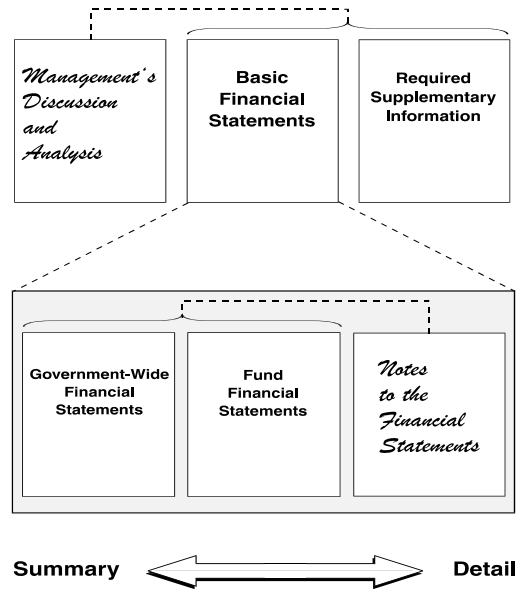 Management's
Discussion
and
Analysis
Basic
Financial
Statements
Required
Supplementary
Information
Government-Wide
Financial
Statements
Fund
Financial
Statements
Notes
to the
Financial
Statements
Summary
Detail